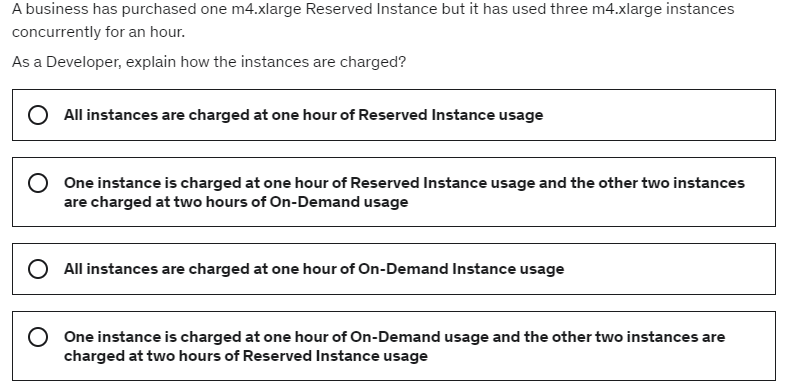 A business has purchased one m4.xlarge Reserved Instance but it has used three m4.xlarge instances
concurrently for an hour.
As a Developer, explain how the instances are charged?
All instances are charged at one hour of Reserved Instance usage
One instance is charged at one hour of Reserved Instance usage and the other two instances
are charged at two hours of On-Demand usage
All instances are charged at one hour of On-Demand Instance usage
One instance is charged at one hour of On-Demand usage and the other two instances are
charged at two hours of Reserved Instance usage